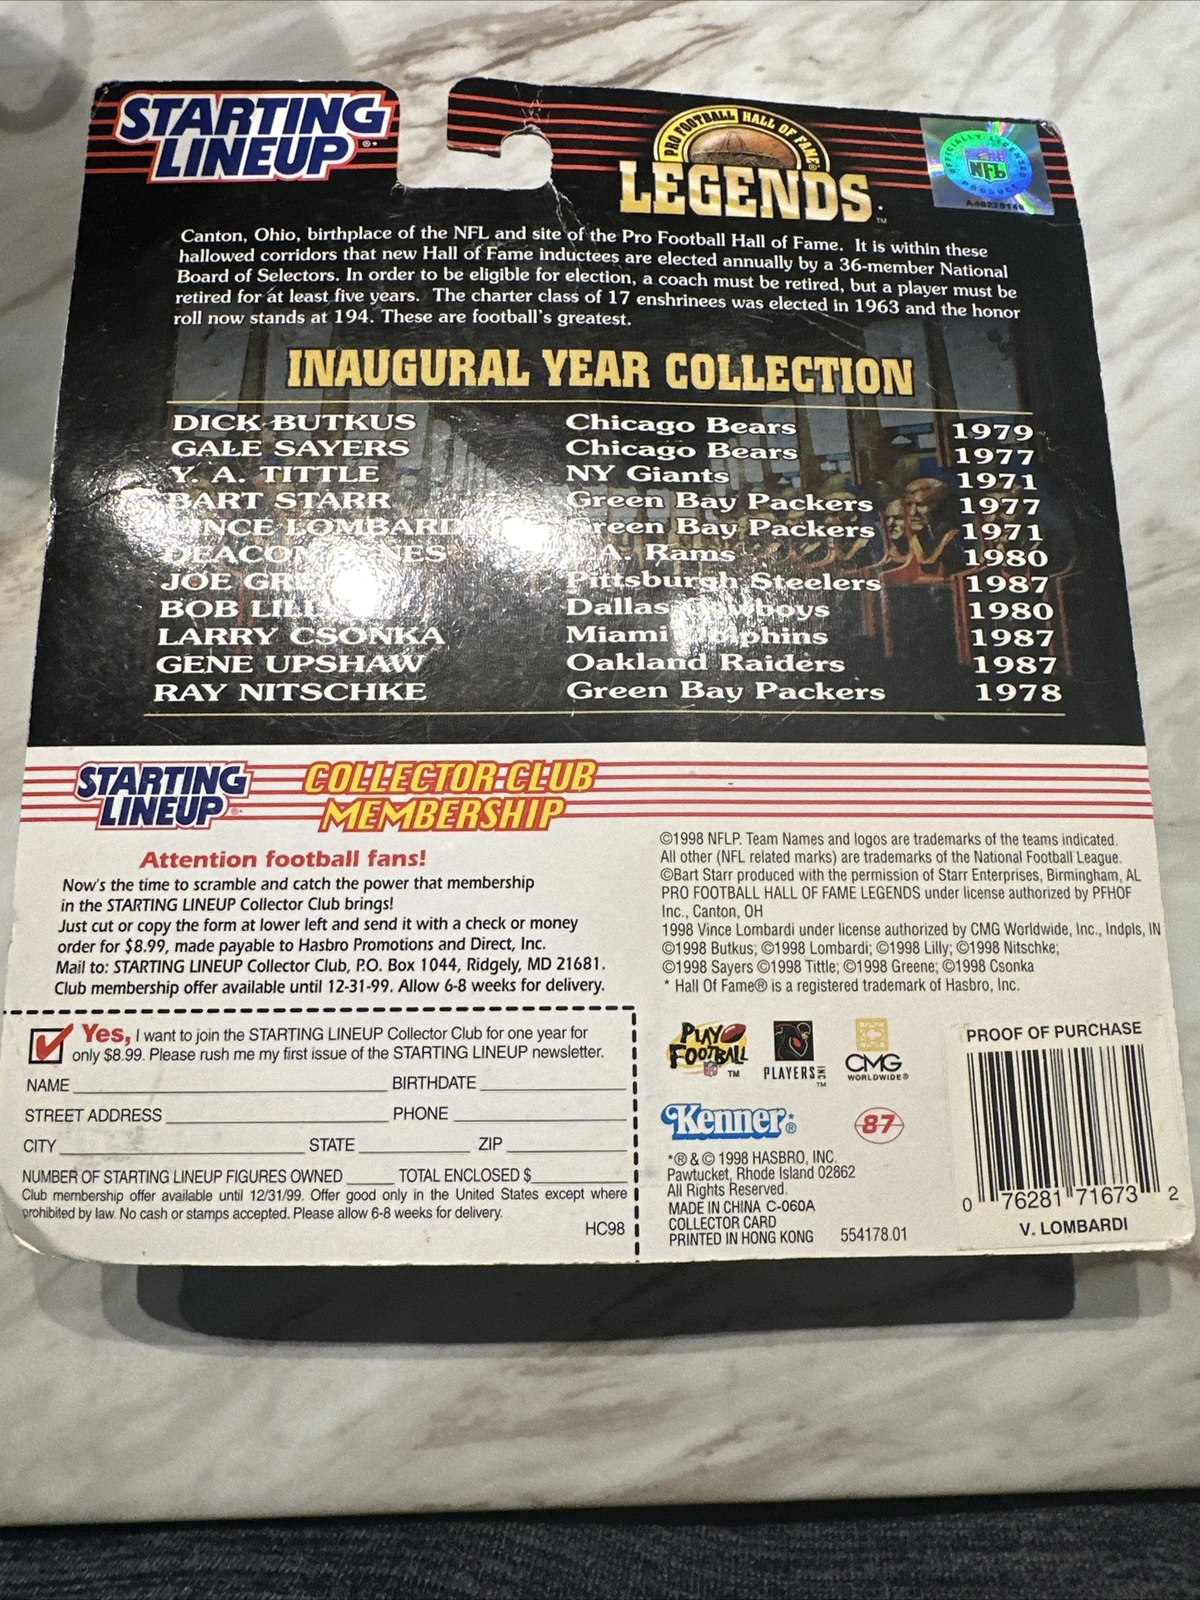 STARTING
LINEUP®.
PRO FOOTBALL HALL OF FAME®
LEGENDS.™
OFFICIALLY LICENSED
NFL
PRODUCT
Canton, Ohio, birthplace of the NFL and site of the Pro Football Hall of Fame. It is within these
hallowed corridors that new Hall of Fame inductees are elected annually by a 36-member National
Board of Selectors. In order to be eligible for election, a coach must be retired, but a player must be
retired for at least five years. The charter class of 17 enshrinees was elected in 1963 and the honor
roll now stands at 194. These are football's greatest.
INAUGURAL YEAR COLLECTION
DICK BUTKUS Chicago Bears 1979
GALE SAYERS Chicago Bears 1977
Y. A. TITTLE NY Giants 1971
BART STARR Green Bay Packers 1977
VINCE LOMBARDI Green Bay Packers 1971
DEACON JONES L.A. Rams 1980
JOE GREENE Pittsburgh Steelers 1987
BOB LILLY Dallas Cowboys 1980
LARRY CSONKA Miami Dolphins 1987
GENE UPSHAW Oakland Raiders 1987
RAY NITSCHKE Green Bay Packers 1978
STARTING
LINEUP®.
COLLECTOR CLUB
MEMBERSHIP
Attention football fans!
Now's the time to scramble and catch the power that membership
in the STARTING LINEUP Collector Club brings!
Just cut or copy the form at lower left and send it with a check or money
order for $8.99, made payable to Hasbro Promotions and Direct, Inc.
Mail to: STARTING LINEUP Collector Club, P.O. Box 1044, Ridgely, MD 21681.
Club membership offer available until 12-31-99. Allow 6-8 weeks for delivery.
Yes, I want to join the STARTING LINEUP Collector Club for one year for
only $8.99. Please rush me my first issue of the STARTING LINEUP newsletter.
NAME BIRTHDATE
STREET ADDRESS PHONE
CITY STATE ZIP
NUMBER OF STARTING LINEUP FIGURES OWNED TOTAL ENCLOSED $
Club membership offer available until 12/31/99. Offer good only in the United States except where
prohibited by law. No cash or stamps accepted. Please allow 6-8 weeks for delivery.
HC98
©1998 NFLP. Team Names and logos are trademarks of the teams indicated.
All other (NFL related marks) are trademarks of the National Football League.
©Bart Starr produced with the permission of Starr Enterprises, Birmingham, AL
PRO FOOTBALL HALL OF FAME LEGENDS under license authorized by PFHOF
Inc., Canton, OH
1998 Vince Lombardi under license authorized by CMG Worldwide, Inc., Indpls, IN
©1998 Butkus; ©1998 Lombardi; ©1998 Lilly; ©1998 Nitschke;
©1998 Sayers ©1998 Tittle; ©1998 Greene; ©1998 Csonka
* Hall Of Fame® is a registered trademark of Hasbro, Inc.
PLAY
FOOTBALL
™
PLAYERS INC
™
CMG
WORLDWIDE®
Kenner*®
87
*® & © 1998 HASBRO, INC.
Pawtucket, Rhode Island 02862
All Rights Reserved.
MADE IN CHINA C-060A
COLLECTOR CARD
PRINTED IN HONG KONG 554178.01
PROOF OF PURCHASE
0 76281 71673 2
V. LOMBARDI